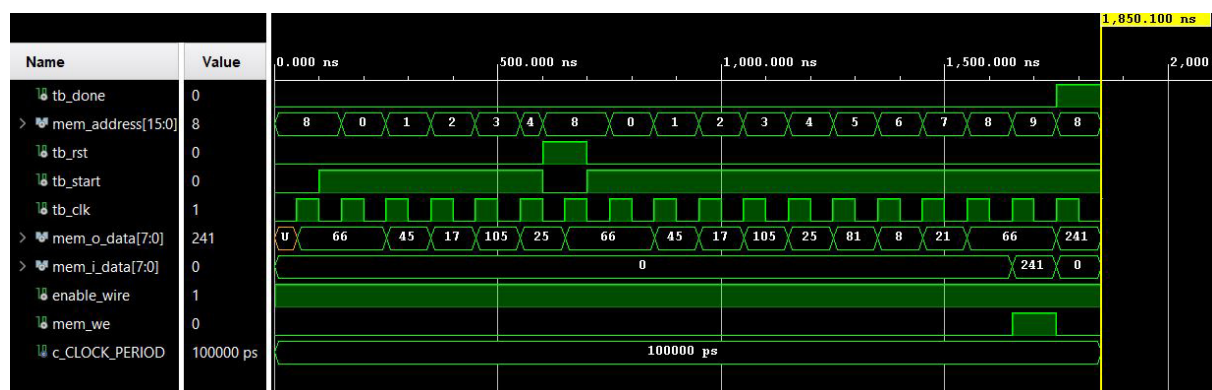 1,850.100 ns
Name Value 0.000 ns 500.000 ns 1,000.000 ns 1,500.000 ns 2,000
tb_done 0
> mem_address[15:0] 8 8 0 1 2 3 4 8 0 1 2 3 4 5 6 7 8 9 8
tb_rst 0
tb_start 0
tb_clk 1
> mem_o_data[7:0] 241 U 66 45 17 105 25 66 45 17 105 25 81 8 21 66 241
> mem_i_data[7:0] 0 0 241 0
enable_wire 1
mem_we 0
c_CLOCK_PERIOD 100000 ps 100000 ps